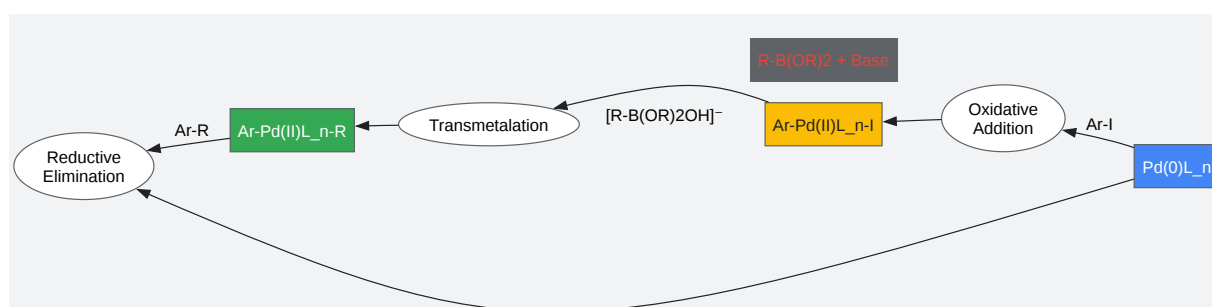 R-B(OR)2 + Base
Ar-R
Ar-Pd(II)L_n-R
Transmetalation
[R-B(OR)2OH]⁻
Ar-Pd(II)L_n-I
Oxidative
Addition
Ar-I
Reductive
Elimination
Pd(0)L_n